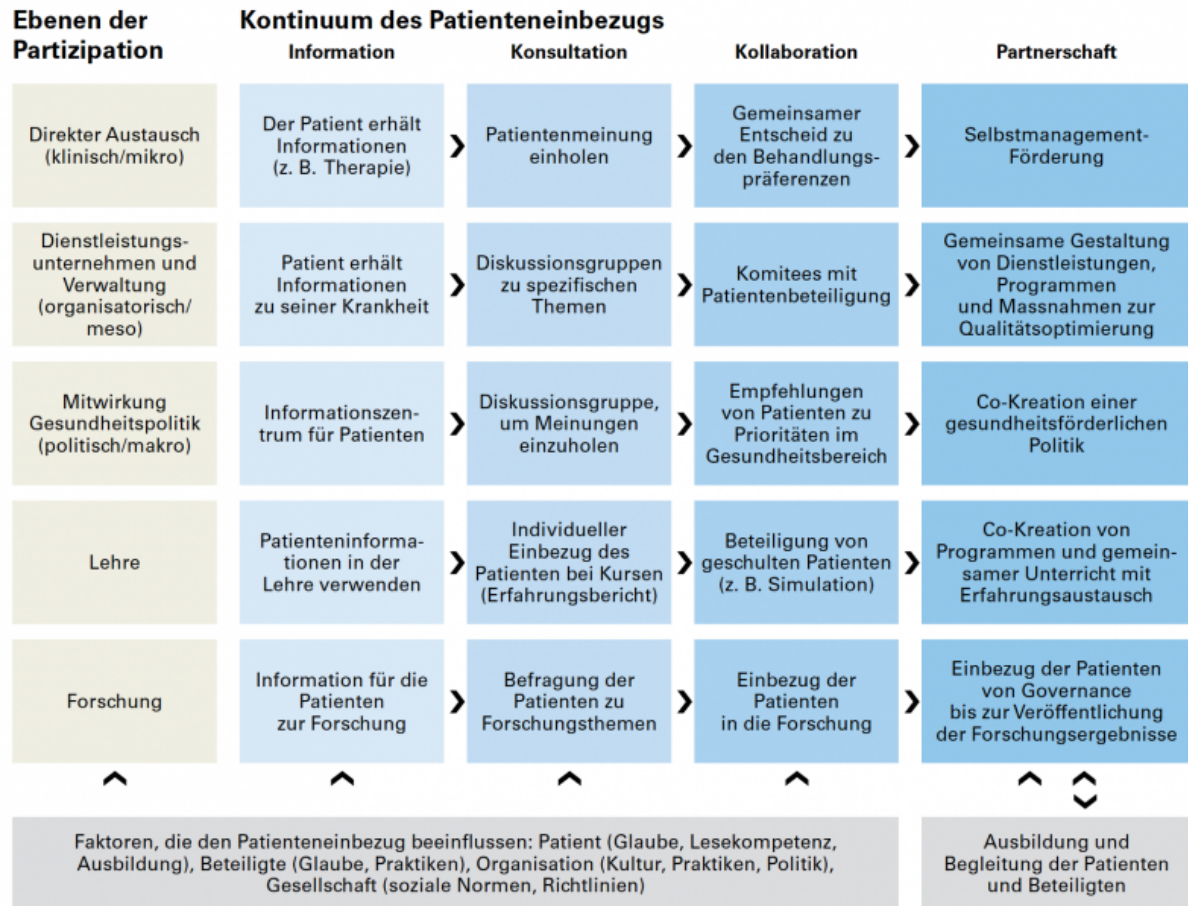 Ebenen der
Partizipation
Kontinuum des Patienteneinbezugs
Information
Konsultation
Kollaboration
Partnerschaft
Direkter Austausch
(klinisch/mikro)
Der Patient erhält
Informationen
(z. B. Therapie)
Patientenmeinung
einholen
Gemeinsamer
Entscheid zu
den Behandlungs-
präferenzen
Selbstmanagement-
Förderung
Dienstleistungs-
unternehmen und
Verwaltung
(organisatorisch/
meso)
Patient erhält
Informationen
zu seiner Krankheit
Diskussionsgruppen
zu spezifischen
Themen
Komitees mit
Patientenbeteiligung
Gemeinsame Gestaltung
von Dienstleistungen,
Programmen
und Massnahmen zur
Qualitätsoptimierung
Mitwirkung
Gesundheitspolitik
(politisch/makro)
Informationszen-
trum für Patienten
Diskussionsgruppe,
um Meinungen
einzuholen
Empfehlungen
von Patienten zu
Prioritäten im
Gesundheitsbereich
Co-Kreation einer
gesundheitsförderlichen
Politik
Lehre
Patienteninforma-
tionen in der
Lehre verwenden
Individueller
Einbezug des
Patienten bei Kursen
(Erfahrungsbericht)
Beteiligung von
geschulten Patienten
(z. B. Simulation)
Co-Kreation von
Programmen und gemein-
samer Unterricht mit
Erfahrungsaustausch
Forschung
Information für die
Patienten
zur Forschung
Befragung der
Patienten zu
Forschungsthemen
Einbezug der
Patienten
in die Forschung
Einbezug der Patienten
von Governance
bis zur Veröffentlichung
der Forschungsergebnisse
Faktoren, die den Patienteneinbezug beeinflussen: Patient (Glaube, Lesekompetenz,
Ausbildung), Beteiligte (Glaube, Praktiken), Organisation (Kultur, Praktiken, Politik),
Gesellschaft (soziale Normen, Richtlinien)
Ausbildung und
Begleitung der Patienten
und Beteiligten